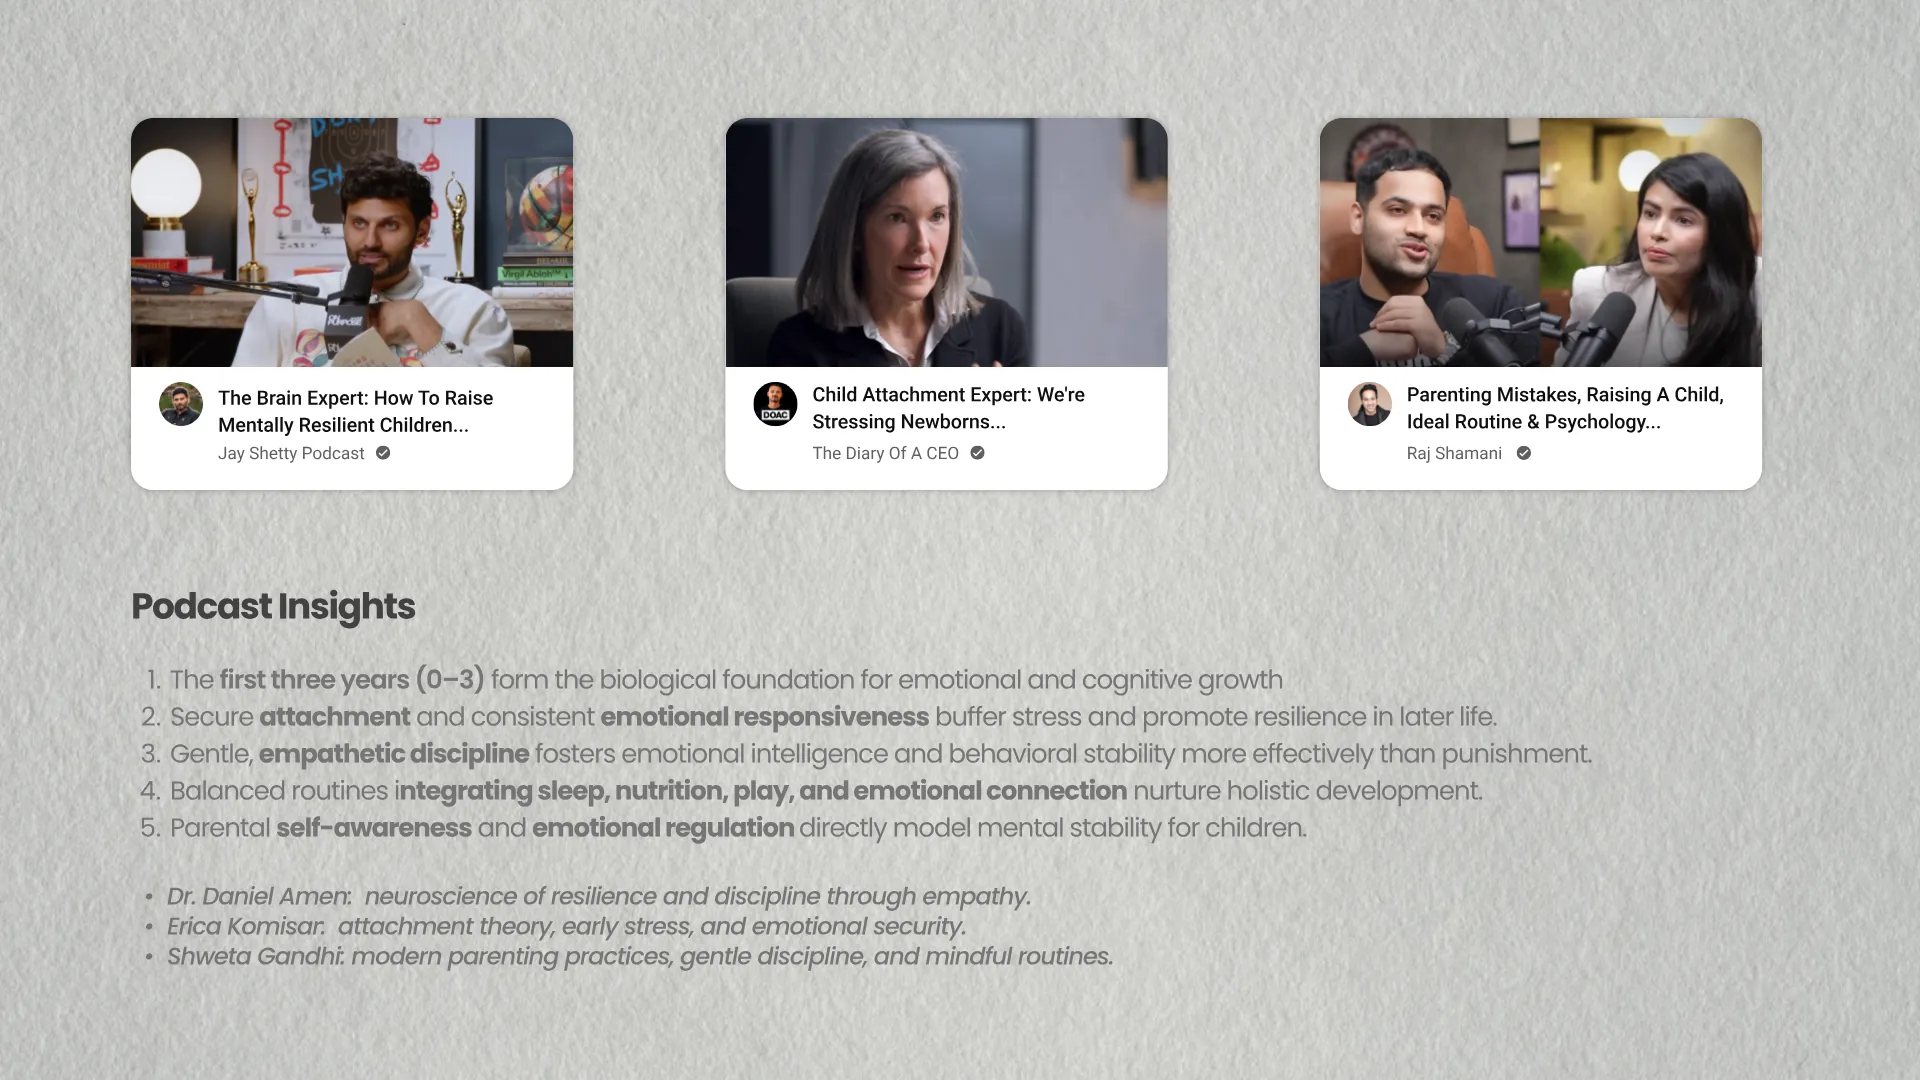 DON'T
SH
Virgil Abloh™
ON PURPOSE
The Brain Expert: How To Raise
Mentally Resilient Children...
Jay Shetty Podcast
DOAC
Child Attachment Expert: We're
Stressing Newborns...
The Diary Of A CEO
Parenting Mistakes, Raising A Child,
Ideal Routine & Psychology...
Raj Shamani
Podcast Insights
1. The first three years (0–3) form the biological foundation for emotional and cognitive growth
2. Secure attachment and consistent emotional responsiveness buffer stress and promote resilience in later life.
3. Gentle, empathetic discipline fosters emotional intelligence and behavioral stability more effectively than punishment.
4. Balanced routines integrating sleep, nutrition, play, and emotional connection nurture holistic development.
5. Parental self-awareness and emotional regulation directly model mental stability for children.
• Dr. Daniel Amen:  neuroscience of resilience and discipline through empathy.
• Erica Komisar:  attachment theory, early stress, and emotional security.
• Shweta Gandhi: modern parenting practices, gentle discipline, and mindful routines.